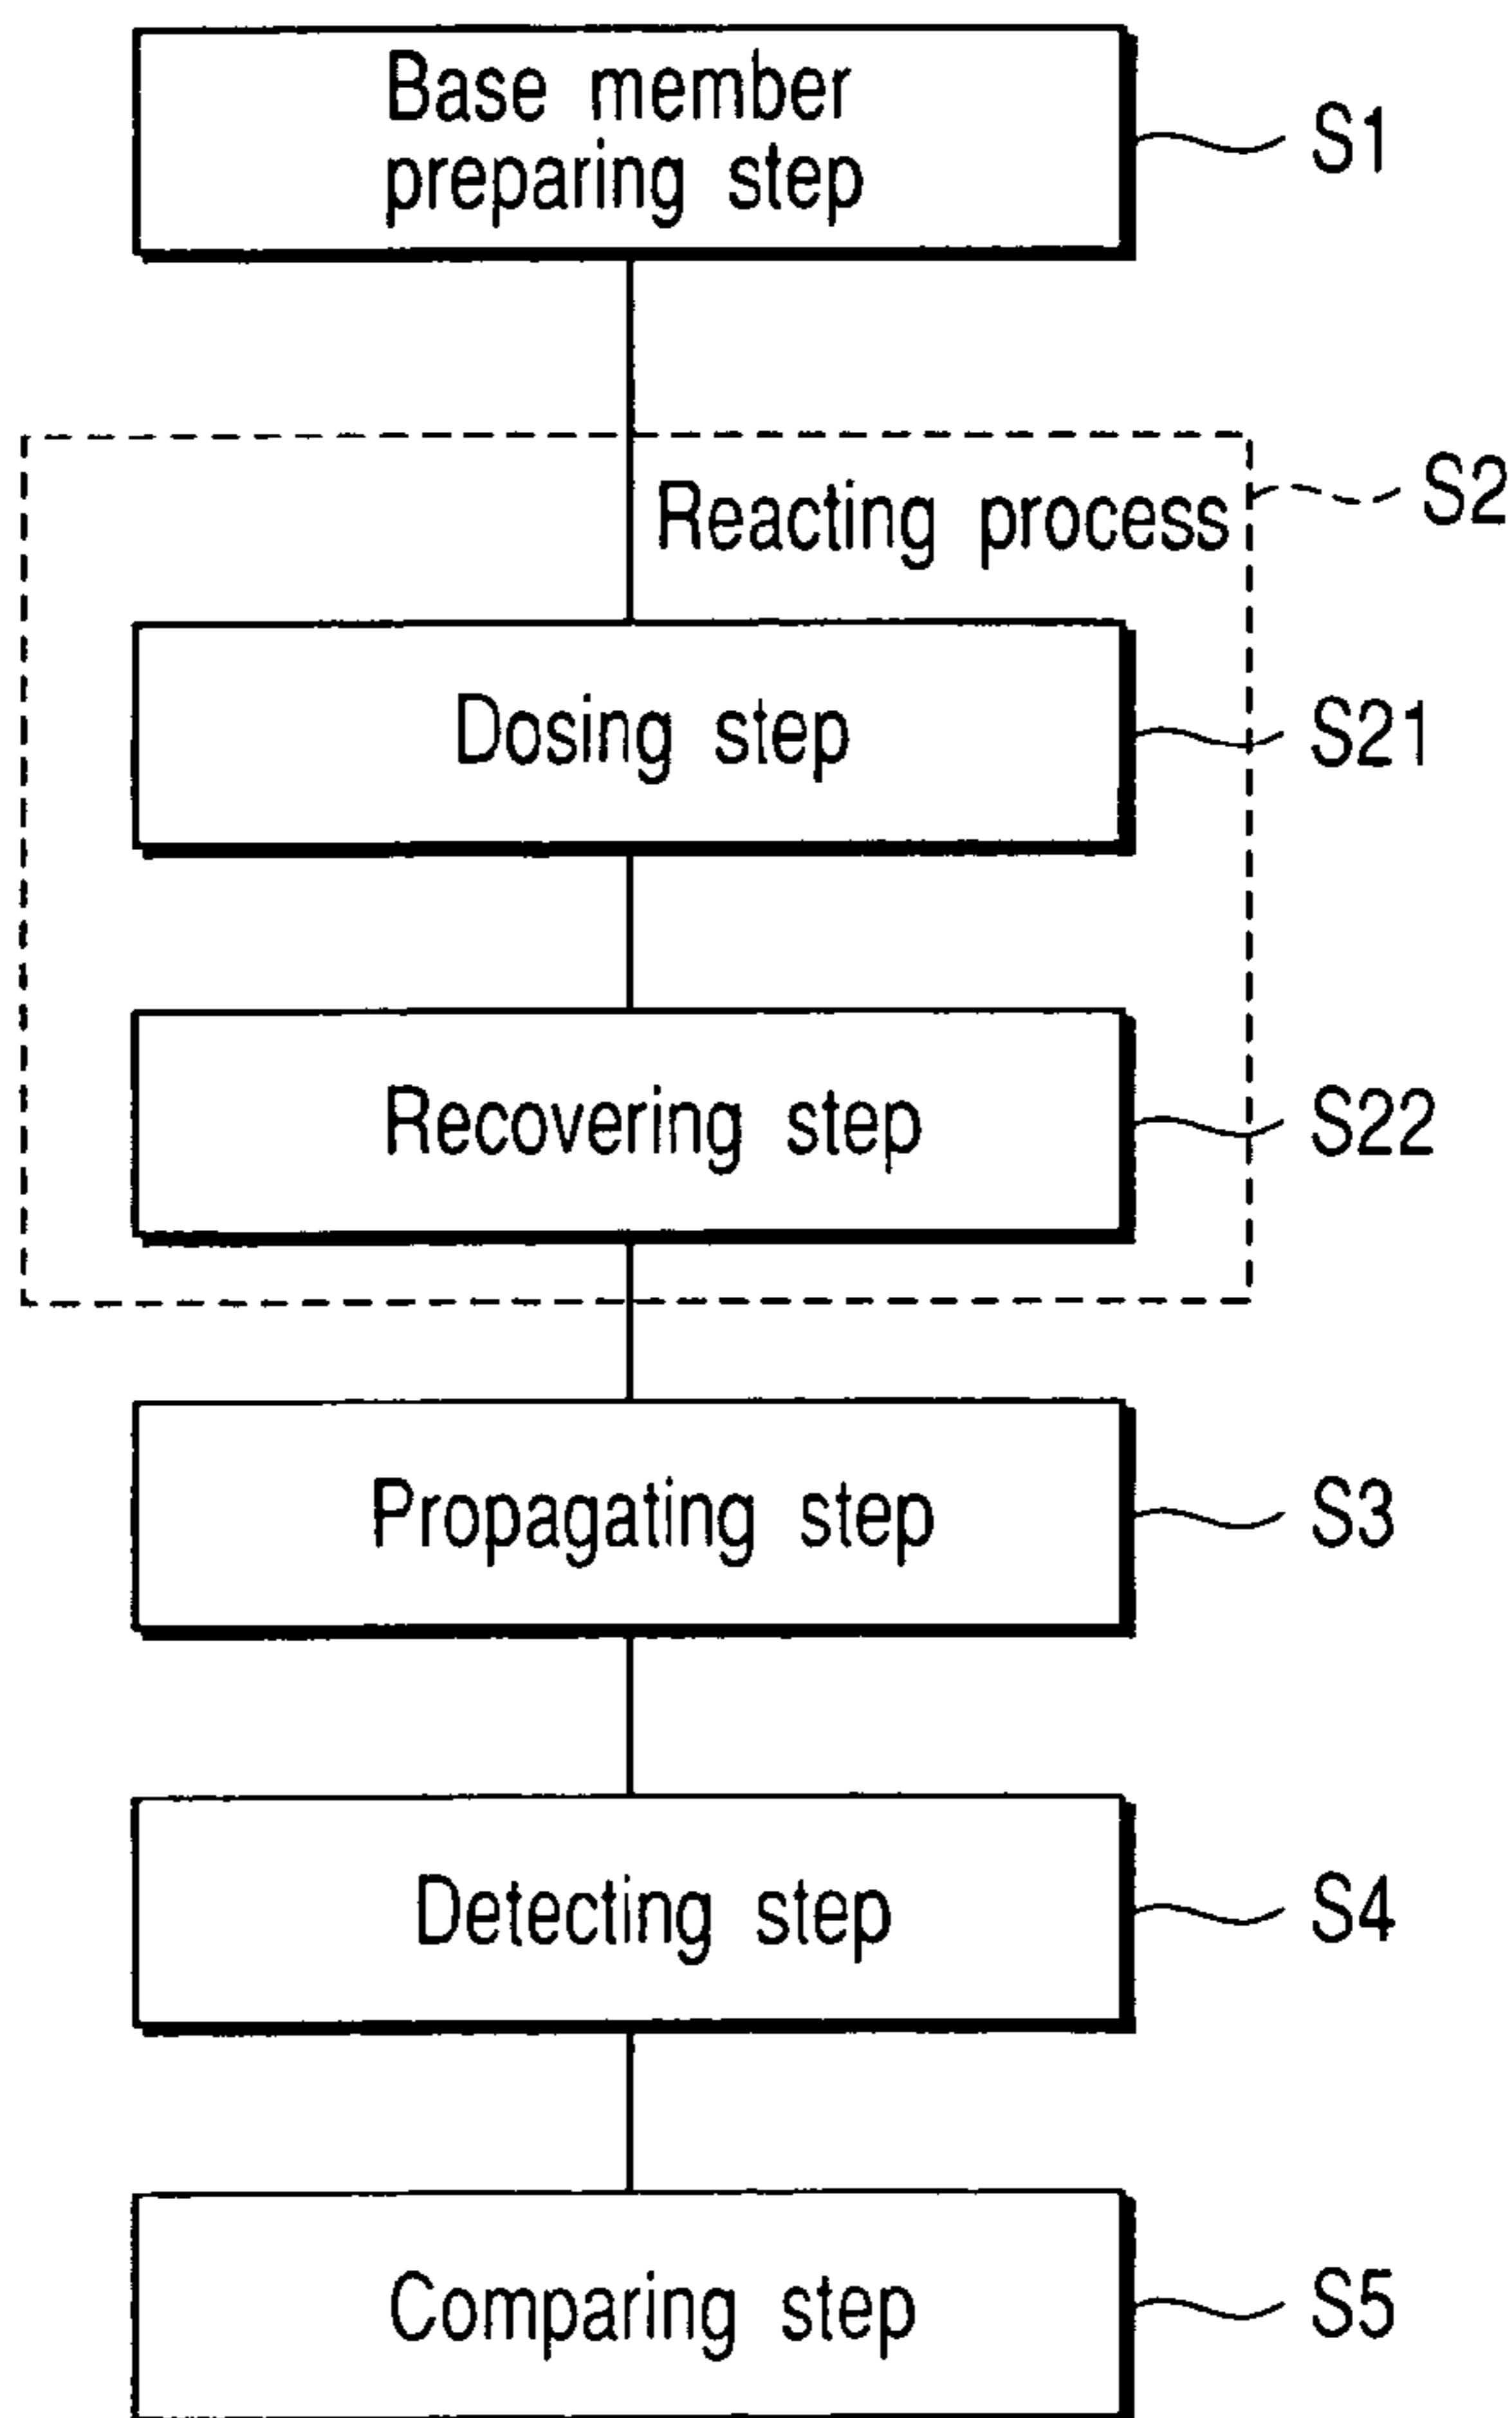 Base member
preparing step
S1
Reacting process
S2
Dosing step
S21
Recovering step
S22
Propagating step
S3
Detecting step
S4
Comparing step
S5